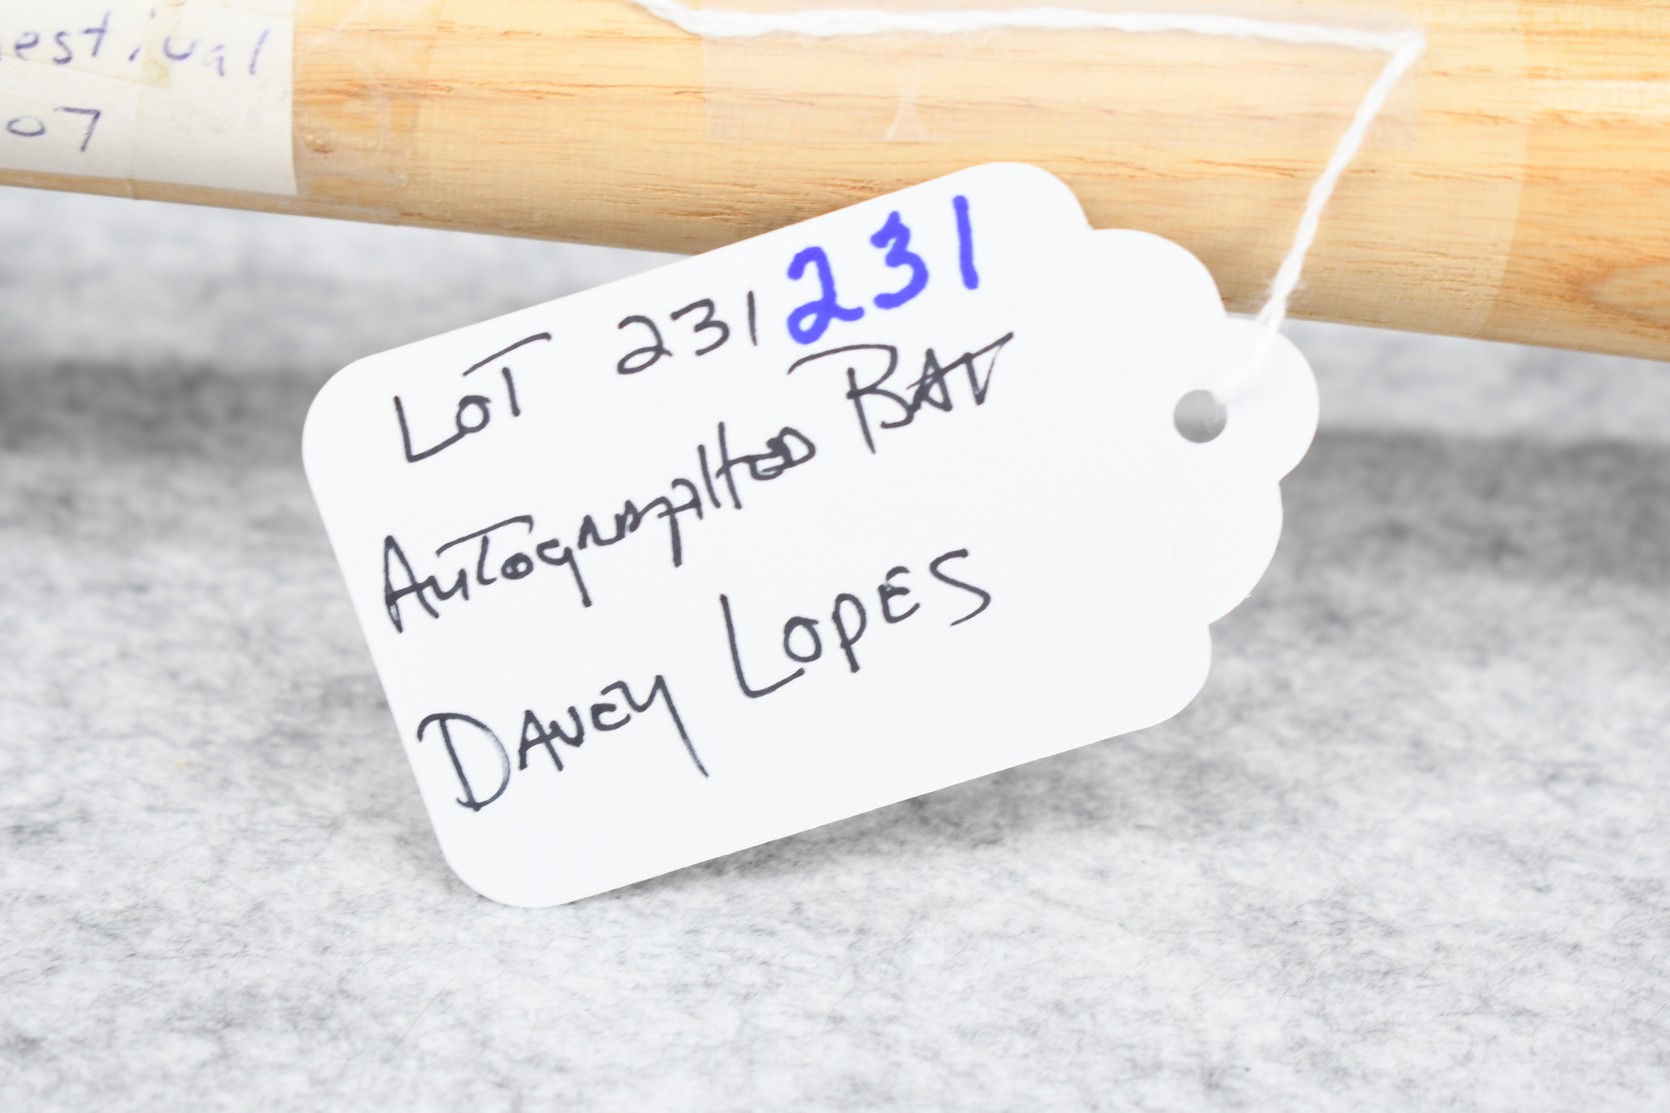 estival
07
LOT 231 231
AUTOGRAPHED BAT
DAVEY LOPES